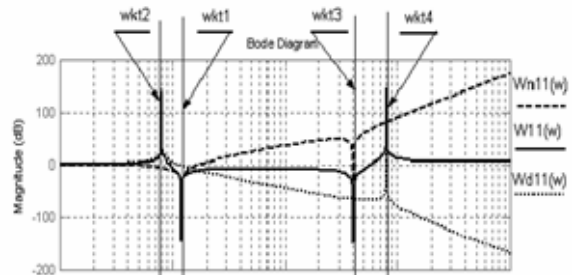 wkt2
wkt1
wkt3
wkt4
Bode Diagram
200
100
0
-100
-200
Magnitude (dB)
Wn11(w)
W11(w)
Wd11(w)